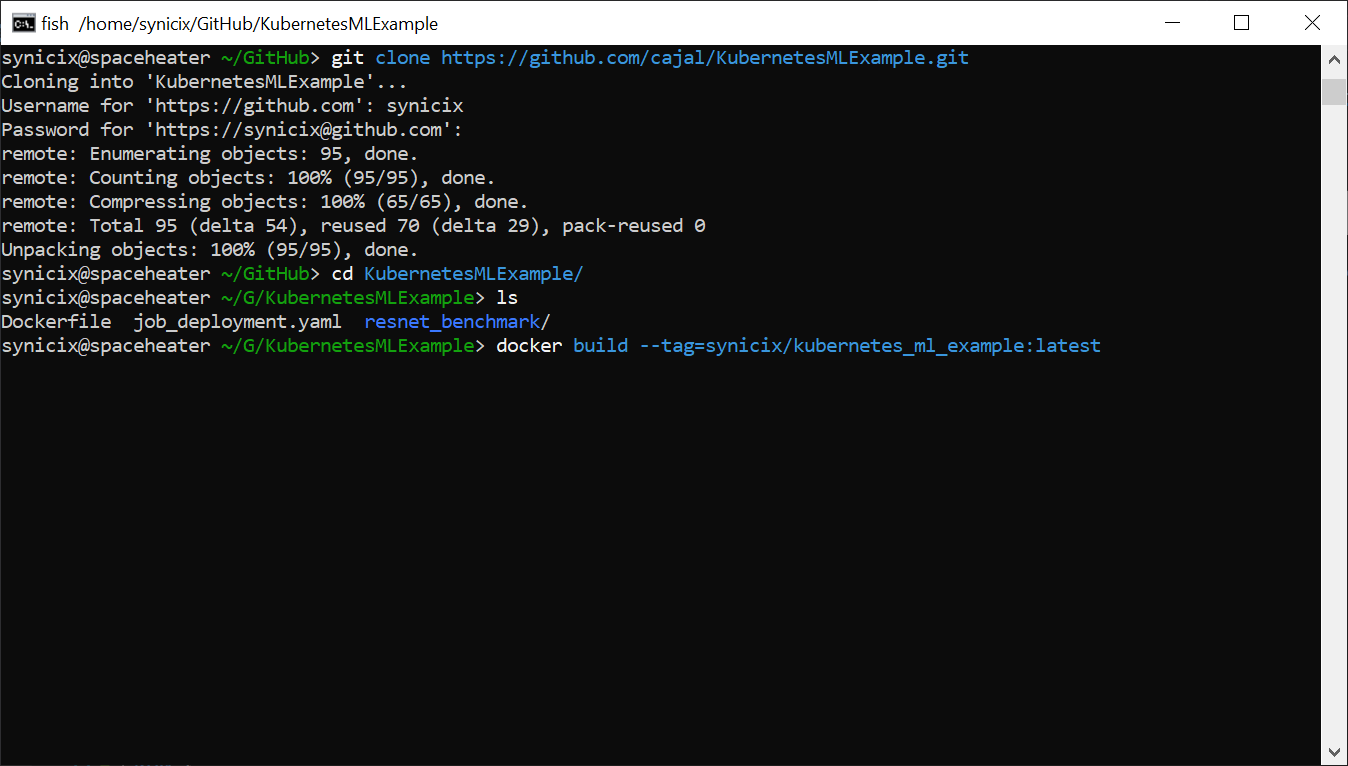 fish /home/synicix/GitHub/KubernetesMLExample
synicix@spaceheater ~/GitHub> git clone https://github.com/cajal/KubernetesMLExample.git
Cloning into 'KubernetesMLExample'...
Username for 'https://github.com': synicix
Password for 'https://synicix@github.com':
remote: Enumerating objects: 95, done.
remote: Counting objects: 100% (95/95), done.
remote: Compressing objects: 100% (65/65), done.
remote: Total 95 (delta 54), reused 70 (delta 29), pack-reused 0
Unpacking objects: 100% (95/95), done.
synicix@spaceheater ~/GitHub> cd KubernetesMLExample/
synicix@spaceheater ~/G/KubernetesMLExample> ls
Dockerfile  job_deployment.yaml  resnet_benchmark/
synicix@spaceheater ~/G/KubernetesMLExample> docker build --tag=synicix/kubernetes_ml_example:latest